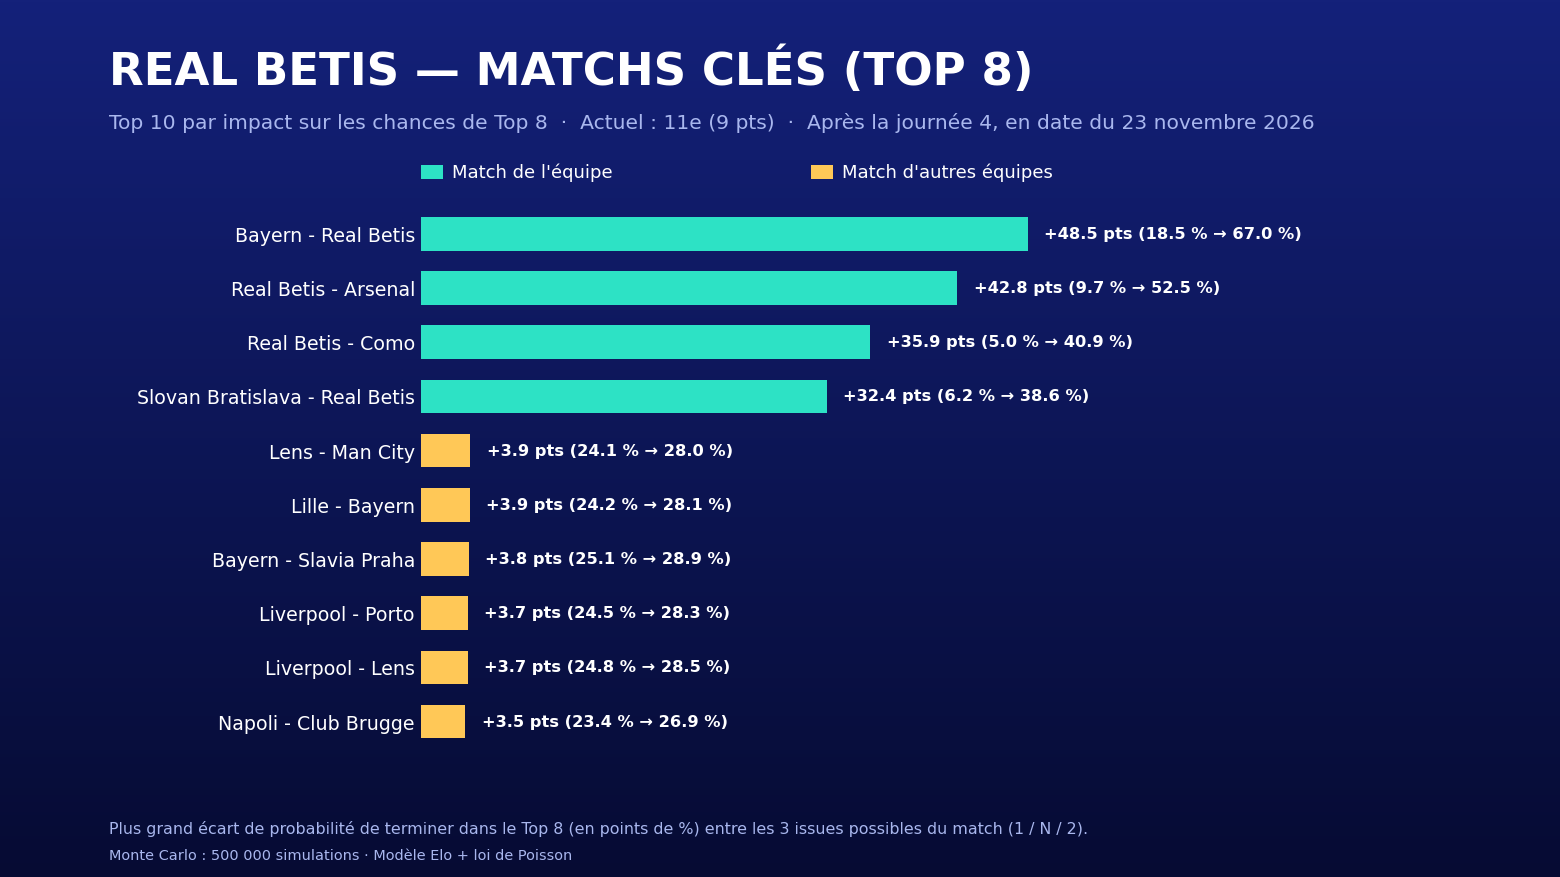 REAL BETIS — MATCHS CLÉS (TOP 8)
Top 10 par impact sur les chances de Top 8 · Actuel : 11e (9 pts) · Après la journée 4, en date du 23 novembre 2026
Match de l'équipe Match d'autres équipes
Bayern - Real Betis +48.5 pts (18.5 % → 67.0 %)
Real Betis - Arsenal +42.8 pts (9.7 % → 52.5 %)
Real Betis - Como +35.9 pts (5.0 % → 40.9 %)
Slovan Bratislava - Real Betis +32.4 pts (6.2 % → 38.6 %)
Lens - Man City +3.9 pts (24.1 % → 28.0 %)
Lille - Bayern +3.9 pts (24.2 % → 28.1 %)
Bayern - Slavia Praha +3.8 pts (25.1 % → 28.9 %)
Liverpool - Porto +3.7 pts (24.5 % → 28.3 %)
Liverpool - Lens +3.7 pts (24.8 % → 28.5 %)
Napoli - Club Brugge +3.5 pts (23.4 % → 26.9 %)
Plus grand écart de probabilité de terminer dans le Top 8 (en points de %) entre les 3 issues possibles du match (1 / N / 2).
Monte Carlo : 500 000 simulations · Modèle Elo + loi de Poisson